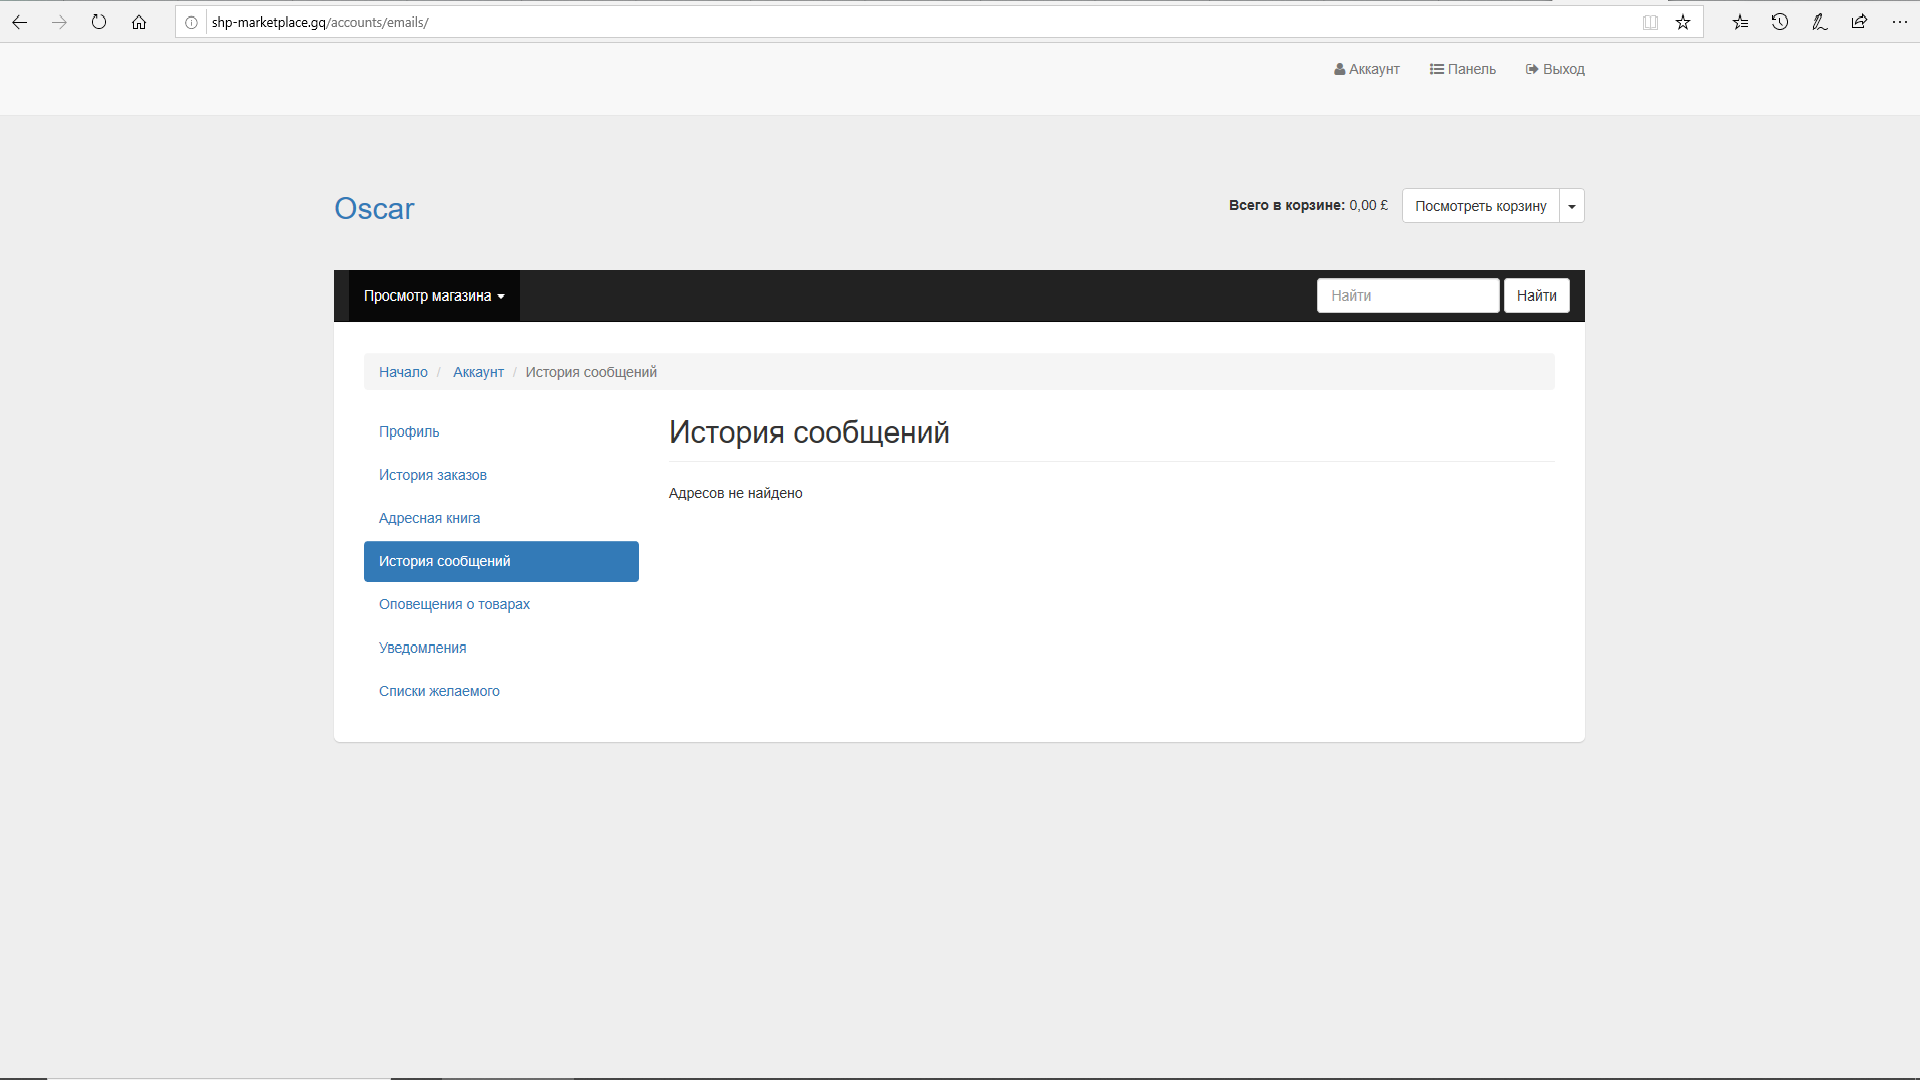 shp-marketplace.gq/accounts/emails/
Аккаунт Панель Выход
Oscar
Всего в корзине: 0,00 £ Посмотреть корзину
Просмотр магазина Найти Найти
Начало / Аккаунт / История сообщений
Профиль
История заказов
Адресная книга
История сообщений
Оповещения о товарах
Уведомления
Списки желаемого
История сообщений
Адресов не найдено